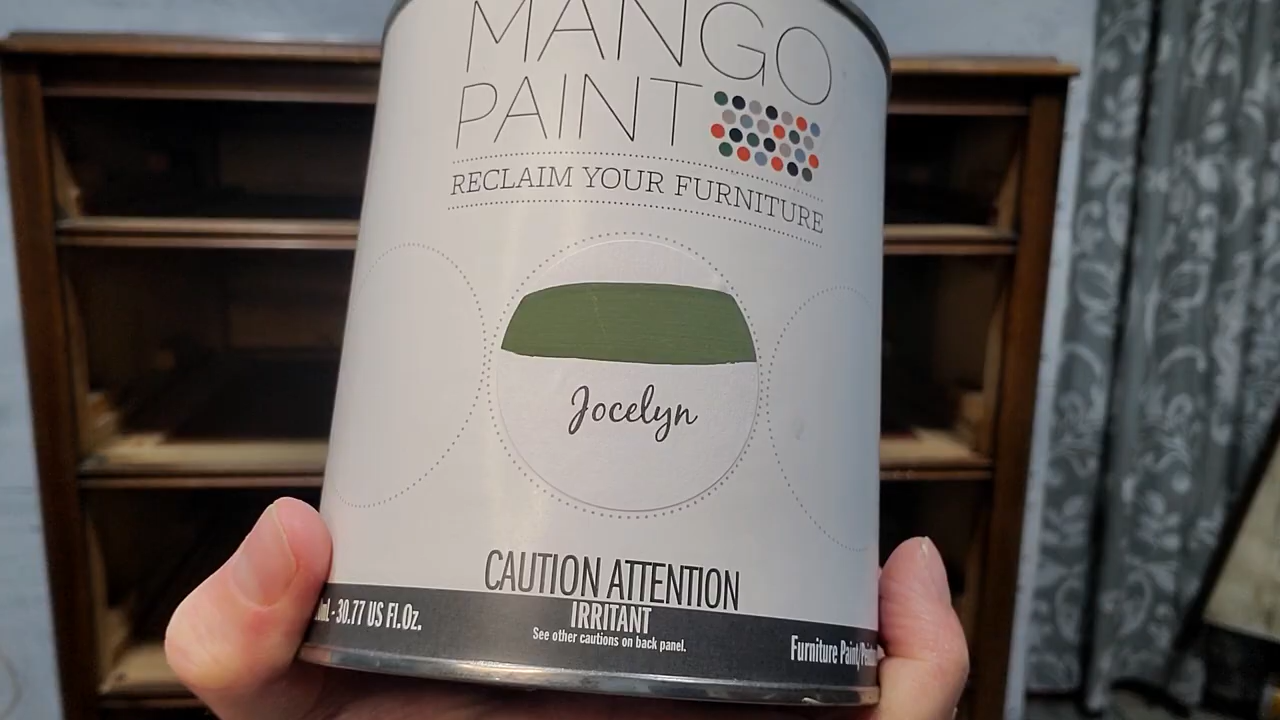 MANGO
PAINT
RECLAIM YOUR FURNITURE
Jocelyn
CAUTION ATTENTION
IRRITANT
See other cautions on back panel.
- 30.77 US Fl.Oz.
Furniture Paint/